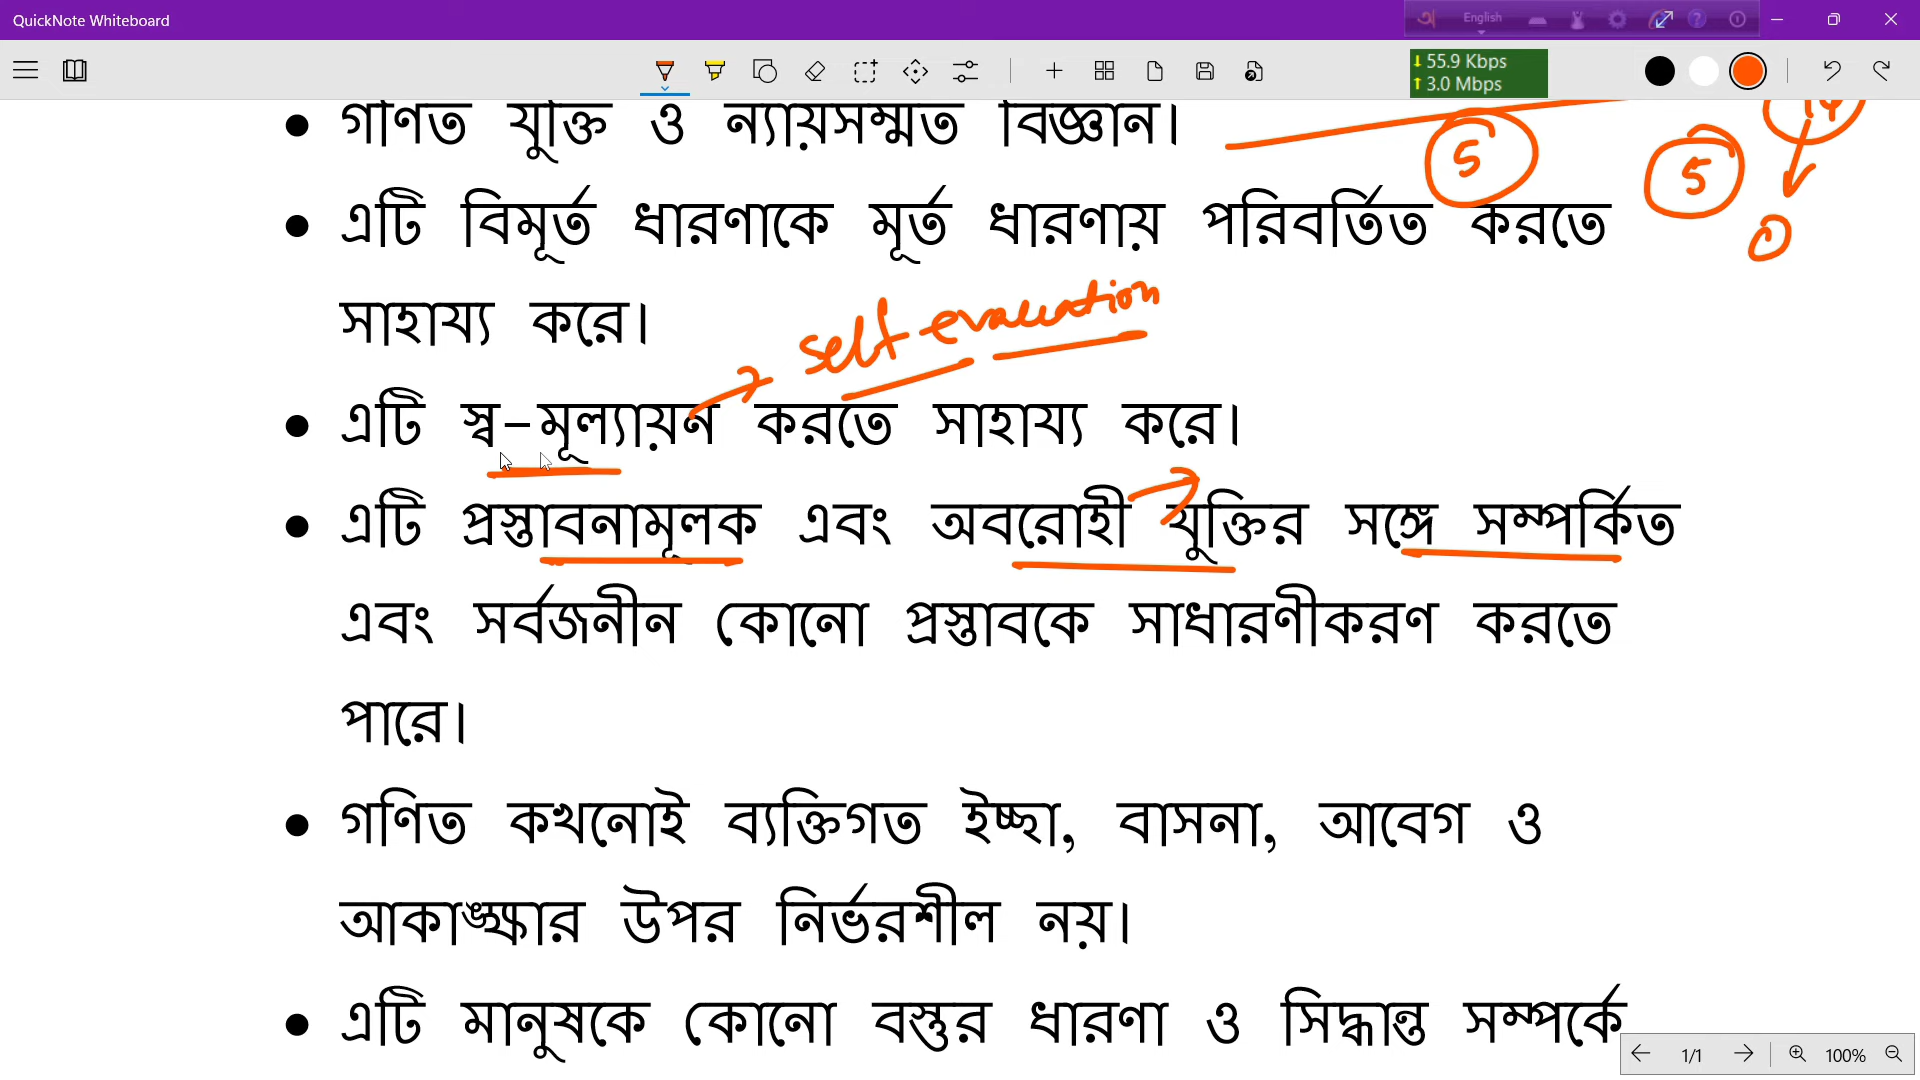 QuickNote Whiteboard
English
55.9 Kbps
3.0 Mbps
• গণিত যুক্তি ও ন্যায়সম্মত বিজ্ঞান।
5
5
0
• এটি বিমূর্ত ধারণাকে মূর্ত ধারণায় পরিবর্তিত করতে
সাহায্য করে।
self evaluation
• এটি স্ব-মূল্যায়ন করতে সাহায্য করে।
• এটি প্রস্তাবনামূলক এবং অবরোহী যুক্তির সঙ্গে সম্পর্কিত
এবং সর্বজনীন কোনো প্রস্তাবকে সাধারণীকরণ করতে
পারে।
• গণিত কখনোই ব্যক্তিগত ইচ্ছা, বাসনা, আবেগ ও
আকাঙ্ক্ষার উপর নির্ভরশীল নয়।
• এটি মানুষকে কোনো বস্তুর ধারণা ও সিদ্ধান্ত সম্পর্কে
1/1
100%